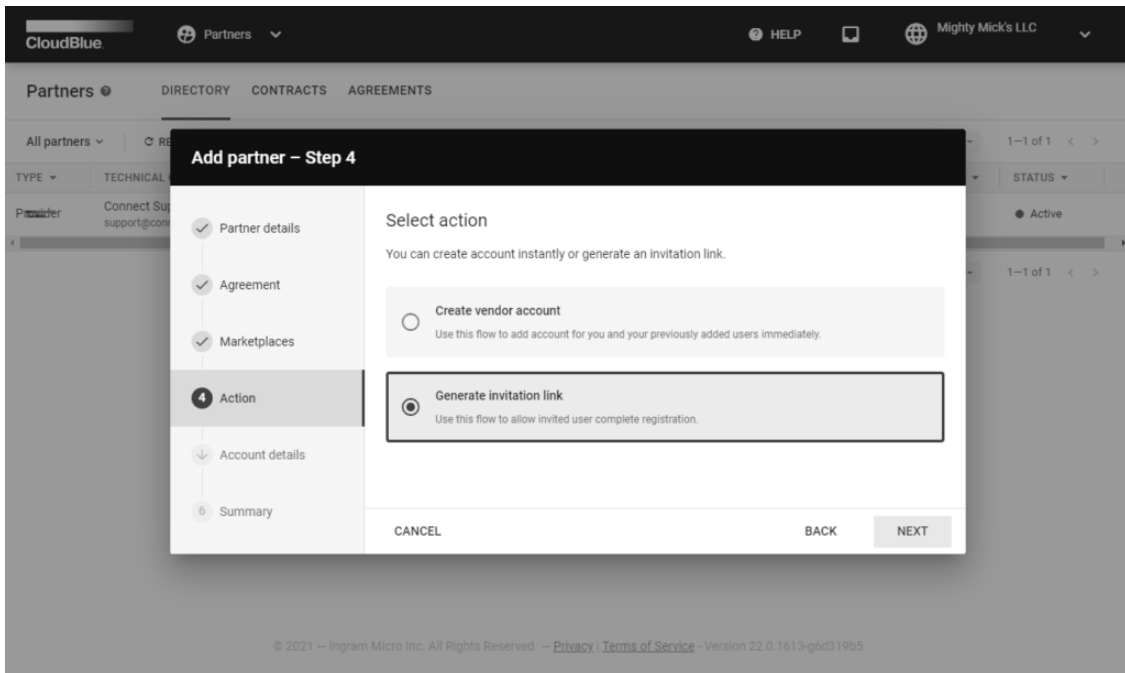 CloudBlue
Partners
HELP
Mighty Mick's LLC
Partners
DIRECTORY CONTRACTS AGREEMENTS
All partners
1–1 of 1
Add partner – Step 4
TYPE
TECHNICAL
STATUS
Connect
support@
Active
Partner details
Agreement
Marketplaces
4 Action
Account details
6 Summary
Select action
You can create account instantly or generate an invitation link.
Create vendor account
Use this flow to add account for you and your previously added users immediately.
Generate invitation link
Use this flow to allow invited user complete registration.
1–1 of 1
CANCEL
BACK
NEXT
© 2021 — Ingram Micro Inc. All Rights Reserved. — Privacy | Terms of Service - Version 22.0.1613-g6d319b5